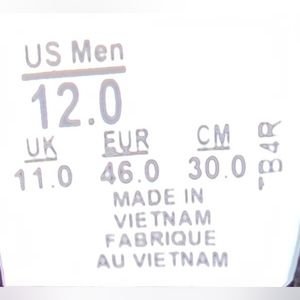 US Men
12.0
UK EUR CM
11.0 46.0 30.0
MADE IN
VIETNAM
FABRIQUE
AU VIETNAM